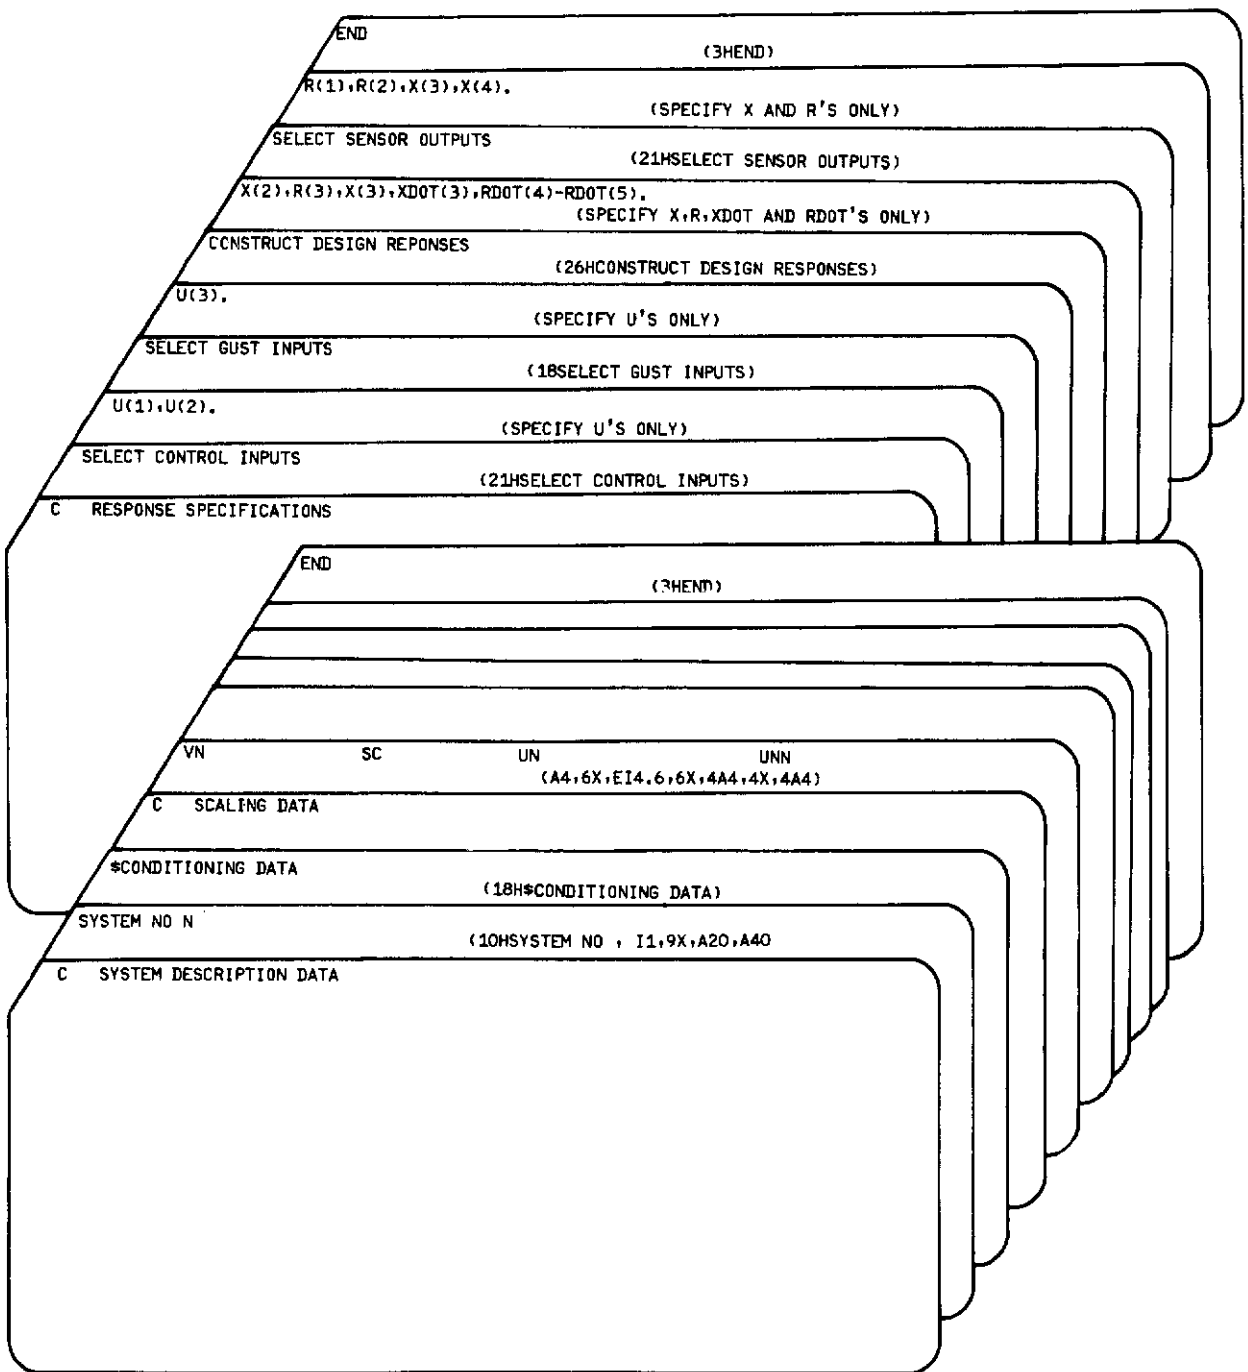 END
(3HEND)
R(1),R(2),X(3),X(4).
(SPECIFY X AND R'S ONLY)
SELECT SENSOR OUTPUTS
(21HSELECT SENSOR OUTPUTS)
X(2),R(3),X(3),XDOT(3),RDOT(4)-RDOT(5).
(SPECIFY X,R,XDOT AND RDOT'S ONLY)
CCNSTRUCT DESIGN REPONSES
(26HCONSTRUCT DESIGN RESPONSES)
U(3).
(SPECIFY U'S ONLY)
SELECT GUST INPUTS
(18SELECT GUST INPUTS)
U(1),U(2).
(SPECIFY U'S ONLY)
SELECT CONTROL INPUTS
(21HSELECT CONTROL INPUTS)
C RESPONSE SPECIFICATIONS
END
(3HEND)
VN SC UN UNN
(A4,6X,EI4.6,6X,4A4,4X,4A4)
C SCALING DATA
$CONDITIONING DATA
(18H$CONDITIONING DATA)
SYSTEM NO N
(10HSYSTEM NO , I1,9X,A20,A40
C SYSTEM DESCRIPTION DATA